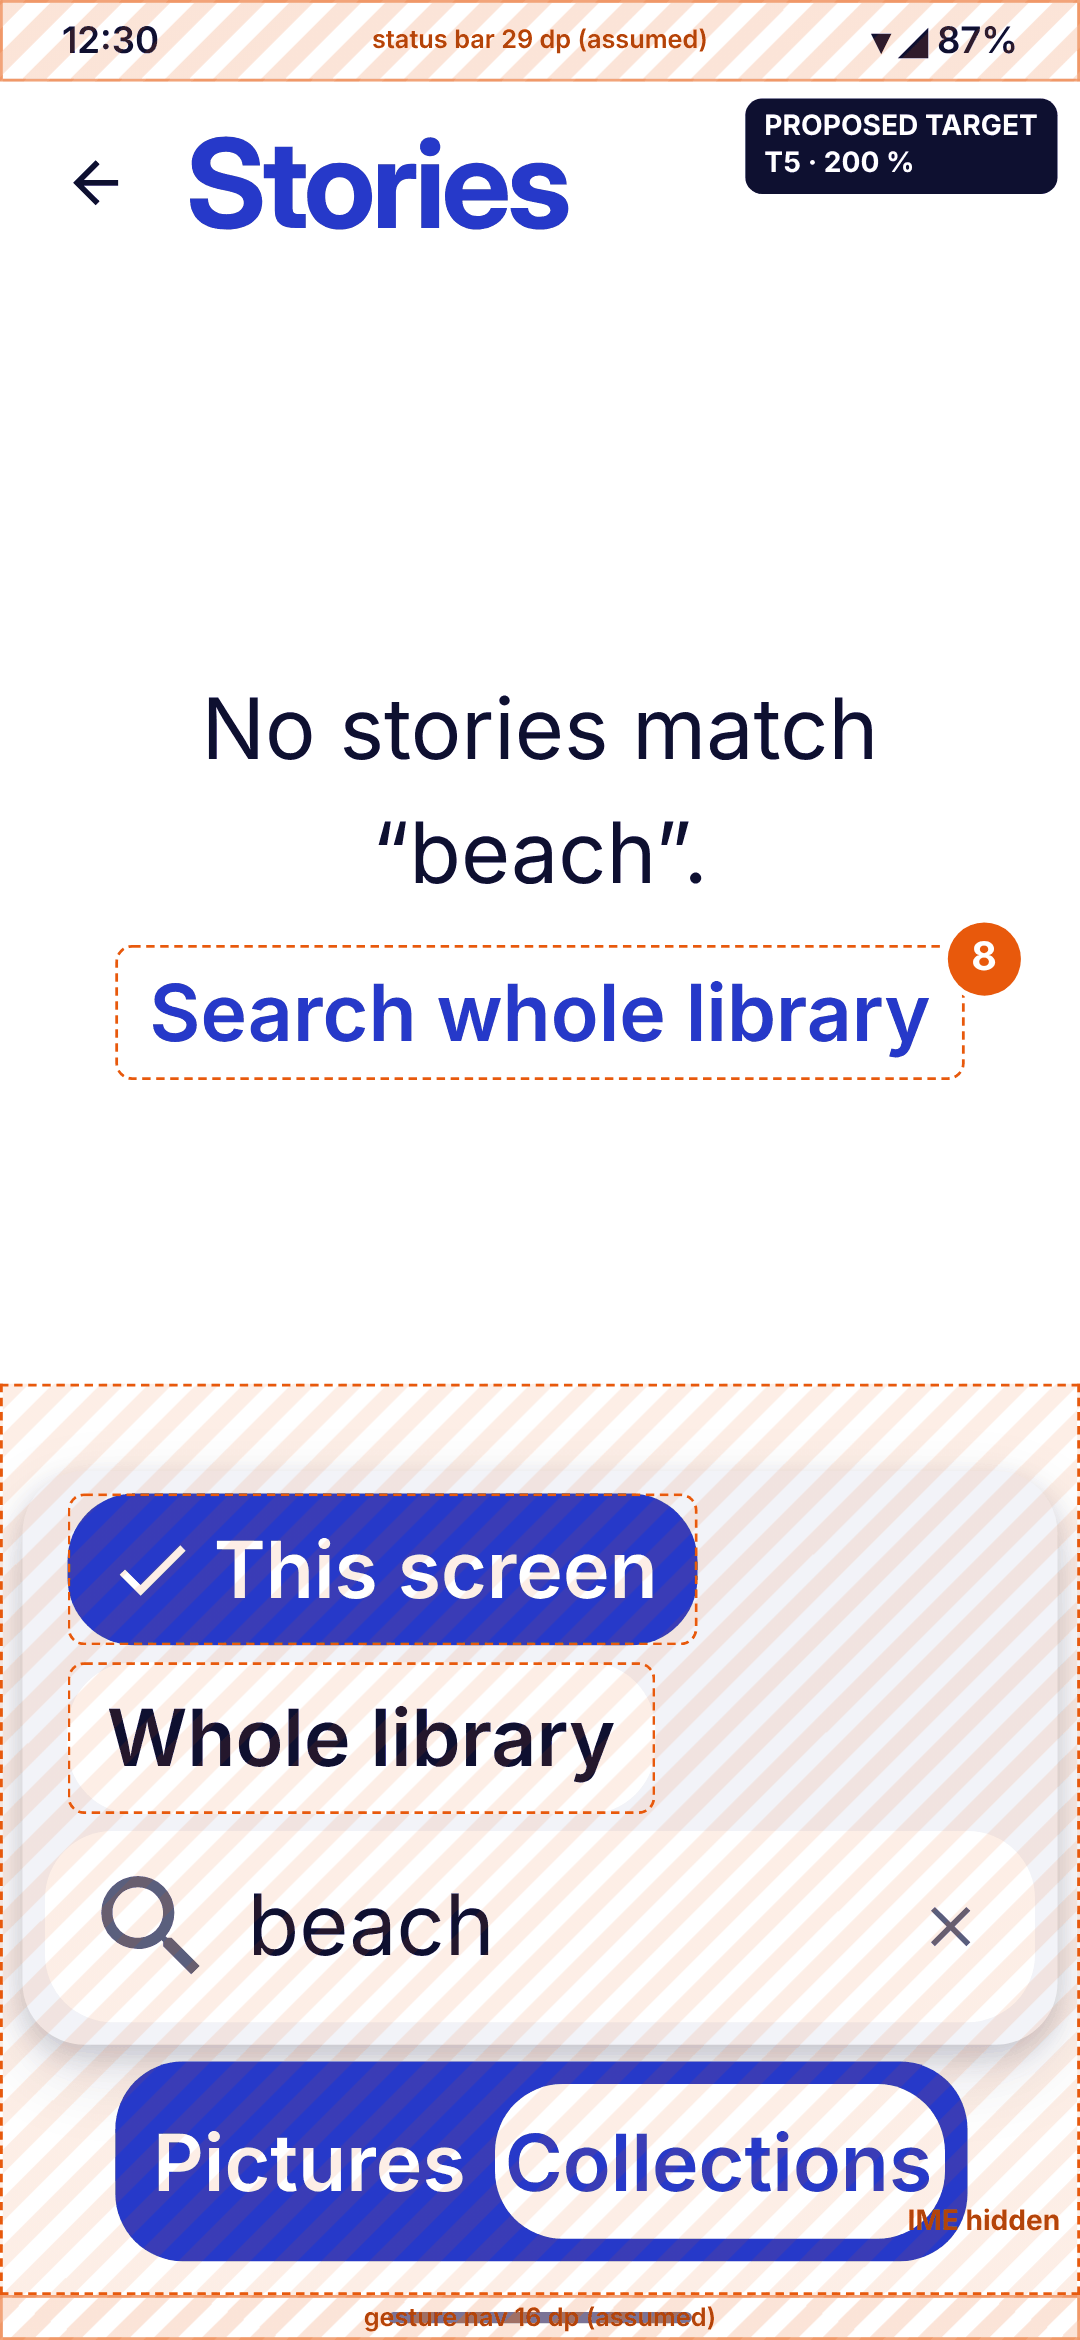 12:30
status bar 29 dp (assumed)
87%
PROPOSED TARGET
T5 · 200 %
Stories
No stories match
“beach”.
8
Search whole library
This screen
Whole library
beach
Pictures
Collections
IME hidden
gesture nav 16 dp (assumed)